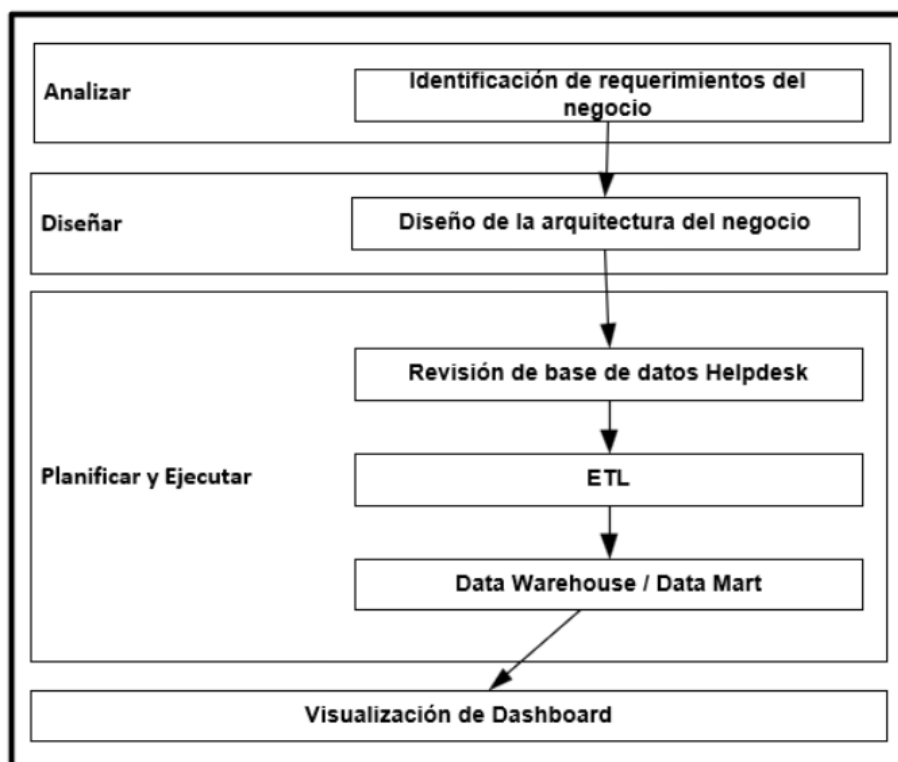 Analizar
Identificación de requerimientos del
negocio
Diseñar
Diseño de la arquitectura del negocio
Revisión de base de datos Helpdesk
Planificar y Ejecutar
ETL
Data Warehouse / Data Mart
Visualización de Dashboard